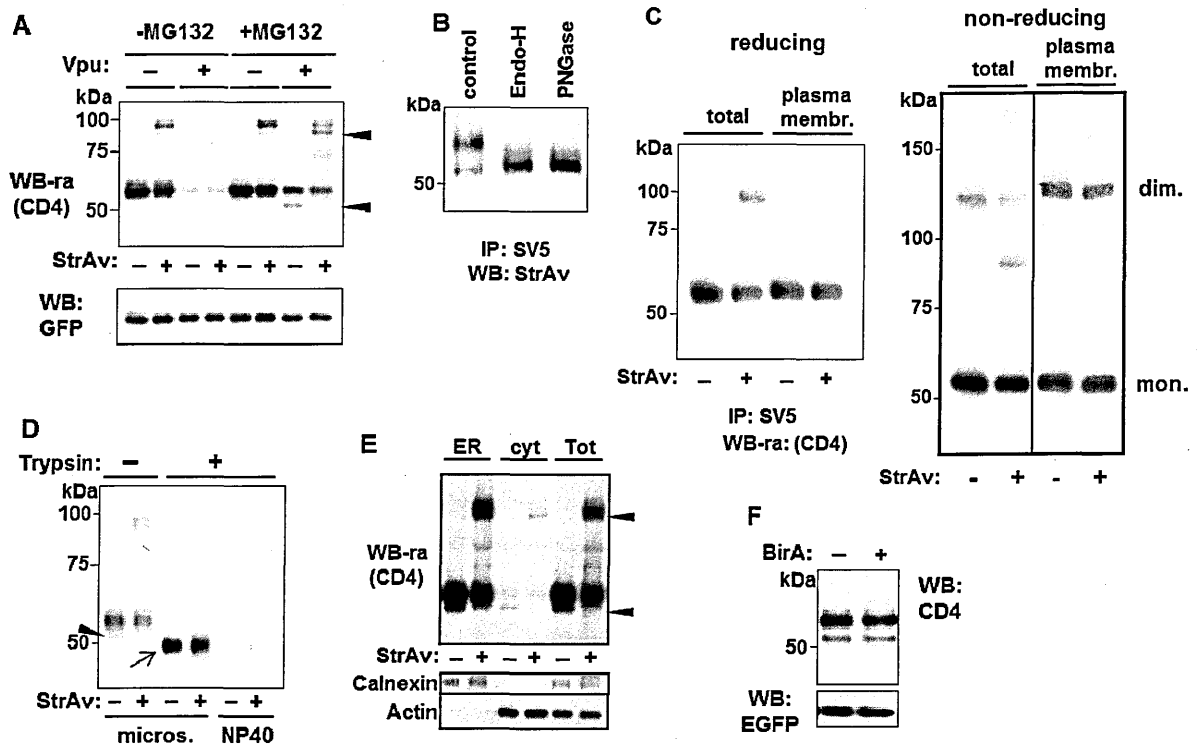 A
-MG132 +MG132
Vpu: – + – +
kDa
100
75
50
WB-ra
(CD4)
StrAv: – + – + – + – +
WB:
GFP
B
control
Endo-H
PNGase
kDa
50
IP: SV5
WB: StrAv
C
reducing
total
plasma
membr.
kDa
100
75
50
StrAv: – + – +
IP: SV5
WB-ra: (CD4)
non-reducing
total
plasma
membr.
kDa
150
100
75
50
dim.
mon.
StrAv: - + - +
D
Trypsin: – +
kDa
100
75
50
StrAv: – + – + – +
micros. NP40
E
ER cyt Tot
WB-ra
(CD4)
StrAv: – + – + – +
Calnexin
Actin
F
BirA: – +
kDa
50
WB:
CD4
WB:
EGFP